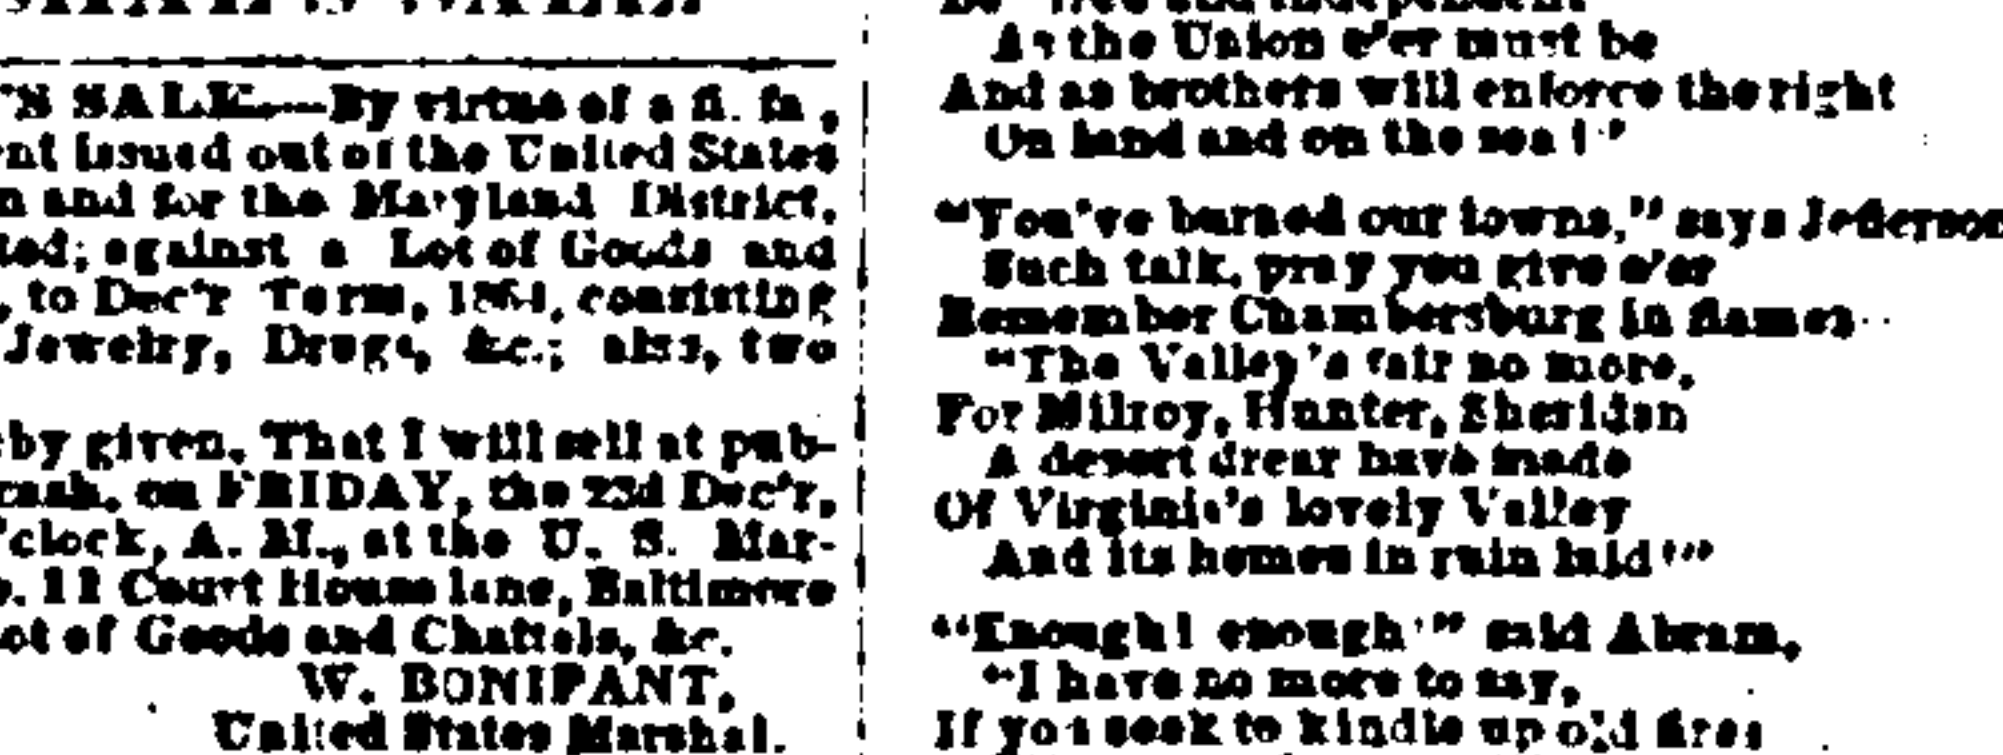 'S SALE.—By virtue of a fi. fa.,
nt issued out of the United States
n and for the Maryland District,
ted; against a Lot of Goods and
, to Dec'r Term, 1864, consisting
Jewelry, Drugs, &c.; also, two
by given, That I will sell at pub-
cash, on FRIDAY, the 23d Dec'r,
'clock, A. M., at the U. S. Mar-
. 11 Court House lane, Baltimore
ot of Goods and Chattels, &c.
W. BONIFANT,
United States Marshal.
and independent
As the Union e'er must be
And as brothers will enforce the right
On land and on the sea!"
"You've burned our towns," says Jefferson
Such talk, pray you give o'er
Remember Chambersburg in flames
"The Valley's fair no more,
For Milroy, Hunter, Sheridan
A desert drear have made
Of Virginia's lovely Valley
And its homes in ruin laid!"
"Enough! enough!" said Abram,
"I have no more to say,
If you seek to kindle up old fires